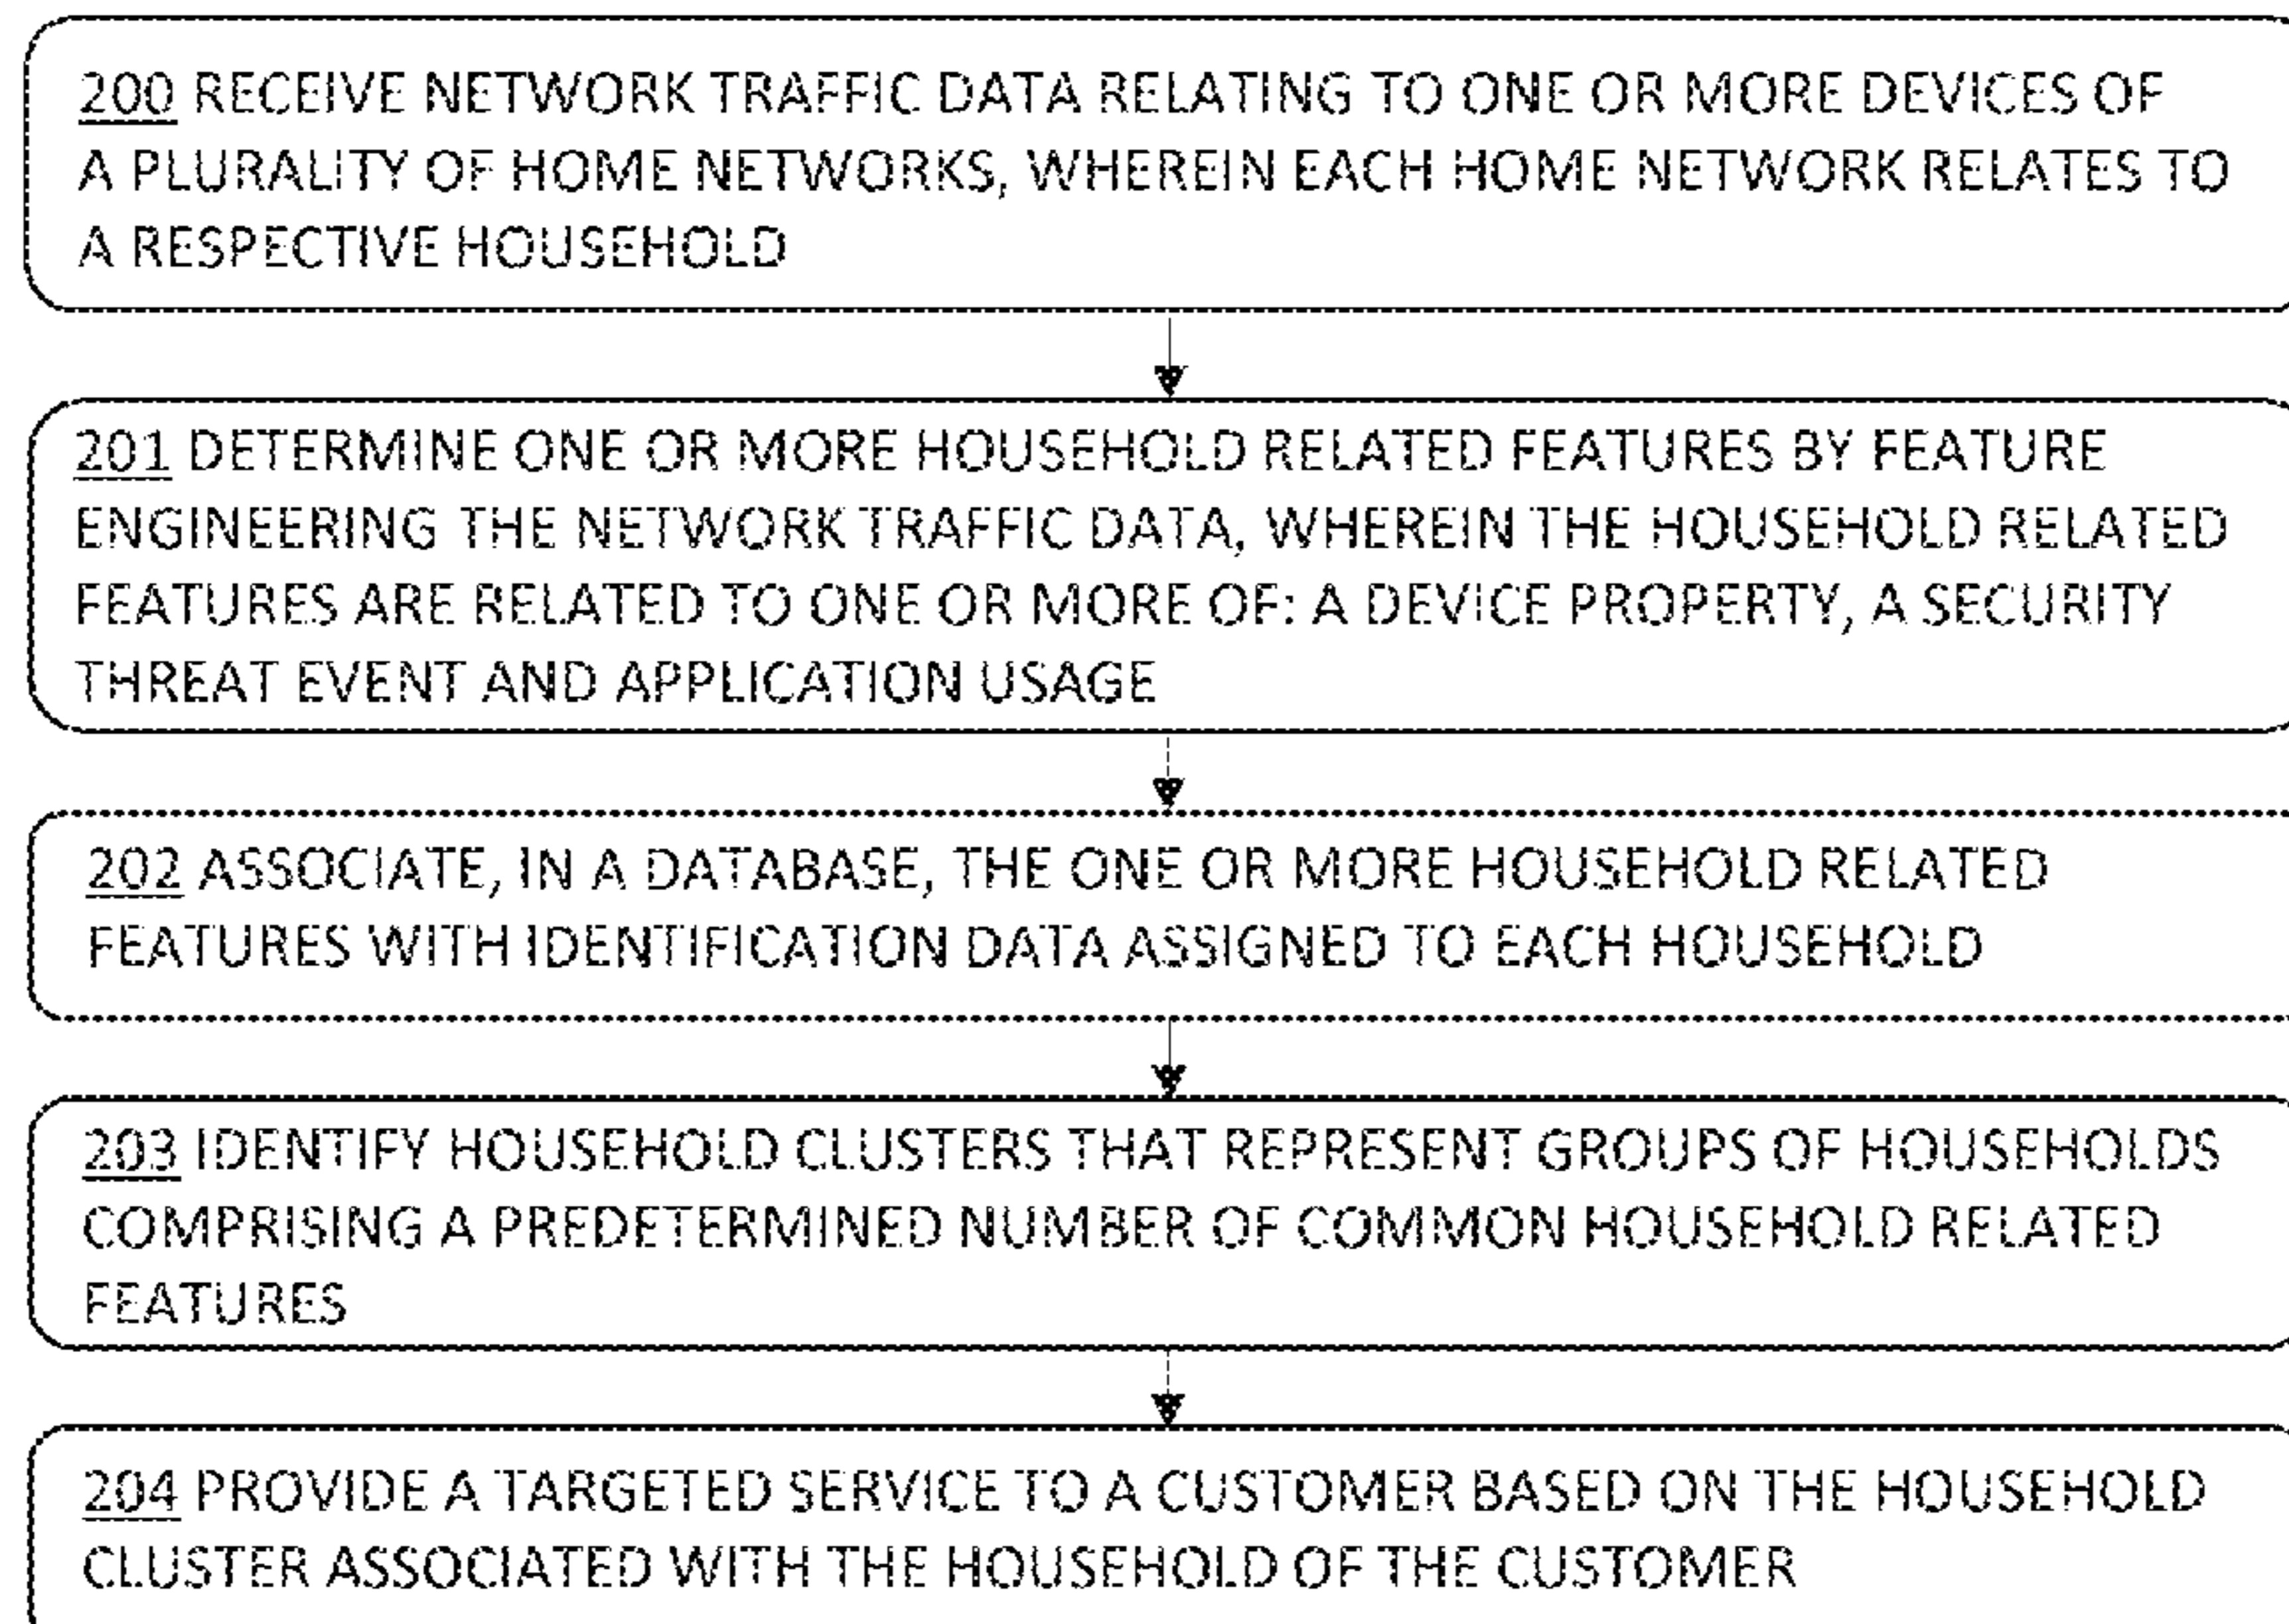 200 RECEIVE NETWORK TRAFFIC DATA RELATING TO ONE OR MORE DEVICES OF
A PLURALITY OF HOME NETWORKS, WHEREIN EACH HOME NETWORK RELATES TO
A RESPECTIVE HOUSEHOLD
201 DETERMINE ONE OR MORE HOUSEHOLD RELATED FEATURES BY FEATURE
ENGINEERING THE NETWORK TRAFFIC DATA, WHEREIN THE HOUSEHOLD RELATED
FEATURES ARE RELATED TO ONE OR MORE OF: A DEVICE PROPERTY, A SECURITY
THREAT EVENT AND APPLICATION USAGE
202 ASSOCIATE, IN A DATABASE, THE ONE OR MORE HOUSEHOLD RELATED
FEATURES WITH IDENTIFICATION DATA ASSIGNED TO EACH HOUSEHOLD
203 IDENTIFY HOUSEHOLD CLUSTERS THAT REPRESENT GROUPS OF HOUSEHOLDS
COMPRISING A PREDETERMINED NUMBER OF COMMON HOUSEHOLD RELATED
FEATURES
204 PROVIDE A TARGETED SERVICE TO A CUSTOMER BASED ON THE HOUSEHOLD
CLUSTER ASSOCIATED WITH THE HOUSEHOLD OF THE CUSTOMER